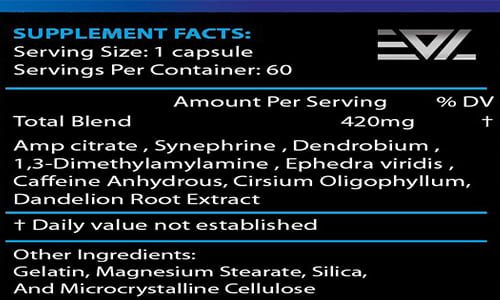 SUPPLEMENT FACTS:
Serving Size: 1 capsule
Servings Per Container: 60
Amount Per Serving % DV
Total Blend 420mg †
Amp citrate , Synephrine , Dendrobium ,
1,3-Dimethylamylamine , Ephedra viridis ,
Caffeine Anhydrous, Cirsium Oligophyllum,
Dandelion Root Extract
† Daily value not established
Other Ingredients:
Gelatin, Magnesium Stearate, Silica,
And Microcrystalline Cellulose